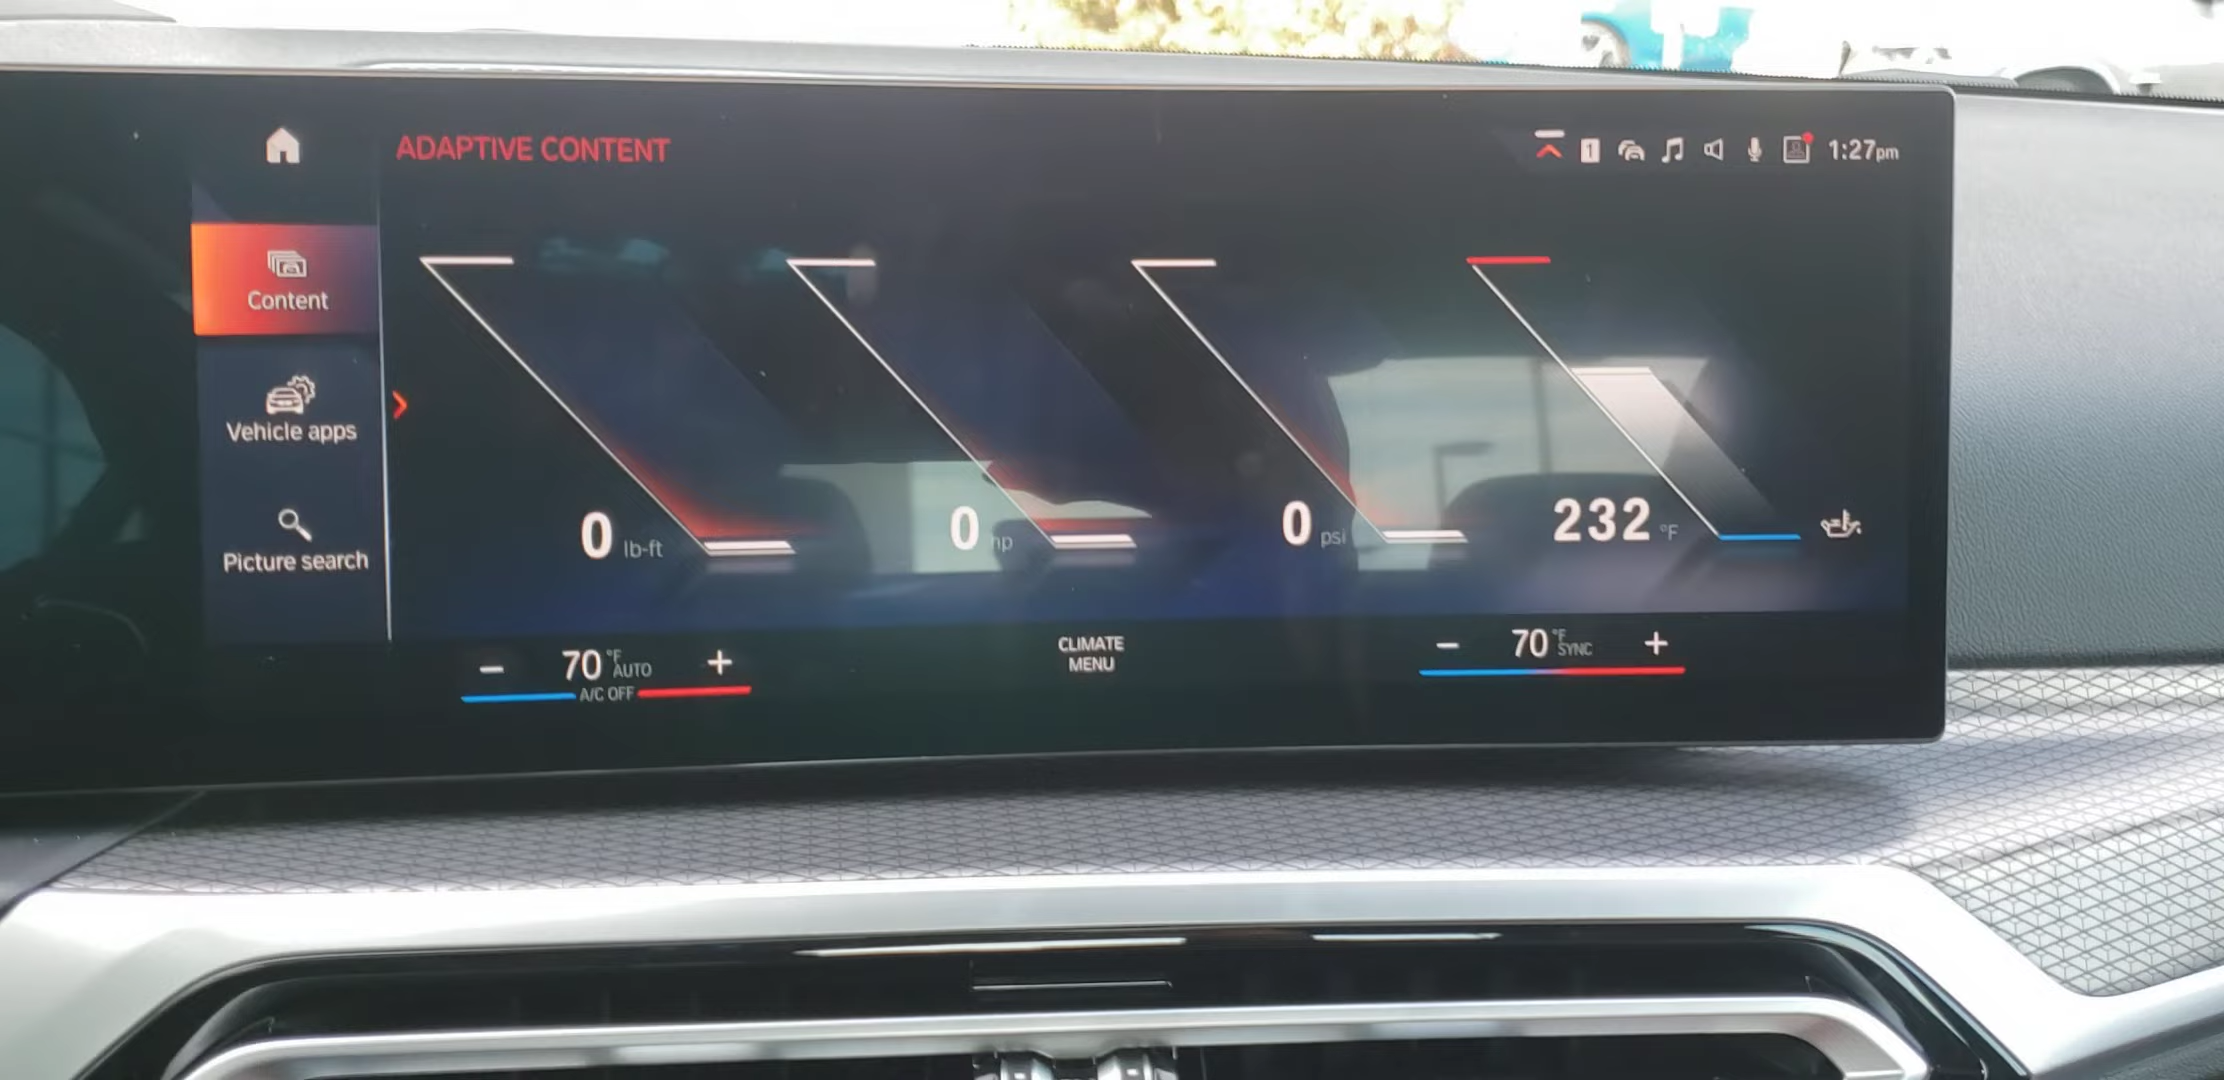 ADAPTIVE CONTENT
1
1:27pm
Content
Vehicle apps
Picture search
0 lb-ft
0 hp
0 psi
232 °F
70 °F AUTO
A/C OFF
CLIMATE
MENU
70 °F SYNC